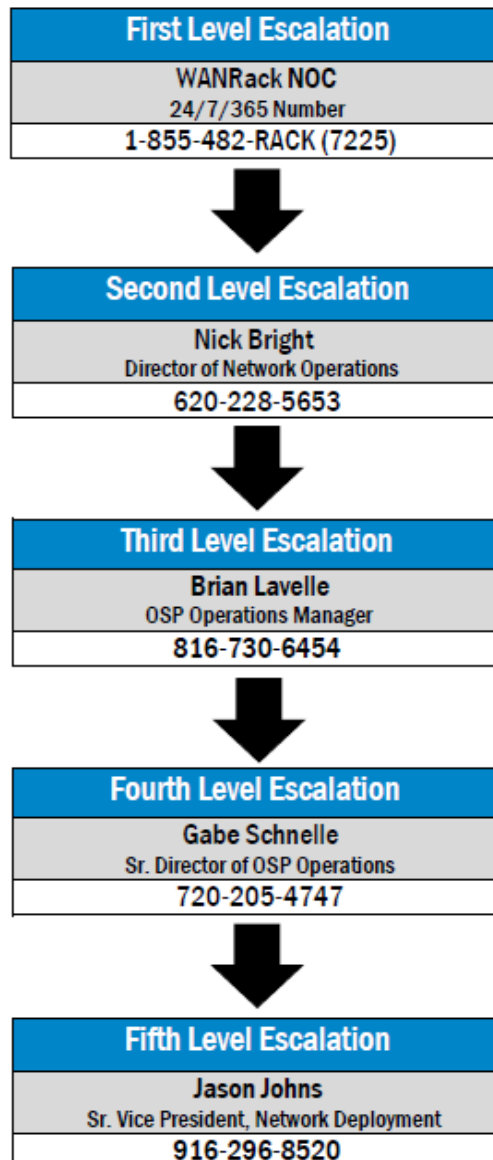 First Level Escalation
WANRack NOC
24/7/365 Number
1-855-482-RACK (7225)
Second Level Escalation
Nick Bright
Director of Network Operations
620-228-5653
Third Level Escalation
Brian Lavelle
OSP Operations Manager
816-730-6454
Fourth Level Escalation
Gabe Schnelle
Sr. Director of OSP Operations
720-205-4747
Fifth Level Escalation
Jason Johns
Sr. Vice President, Network Deployment
916-296-8520